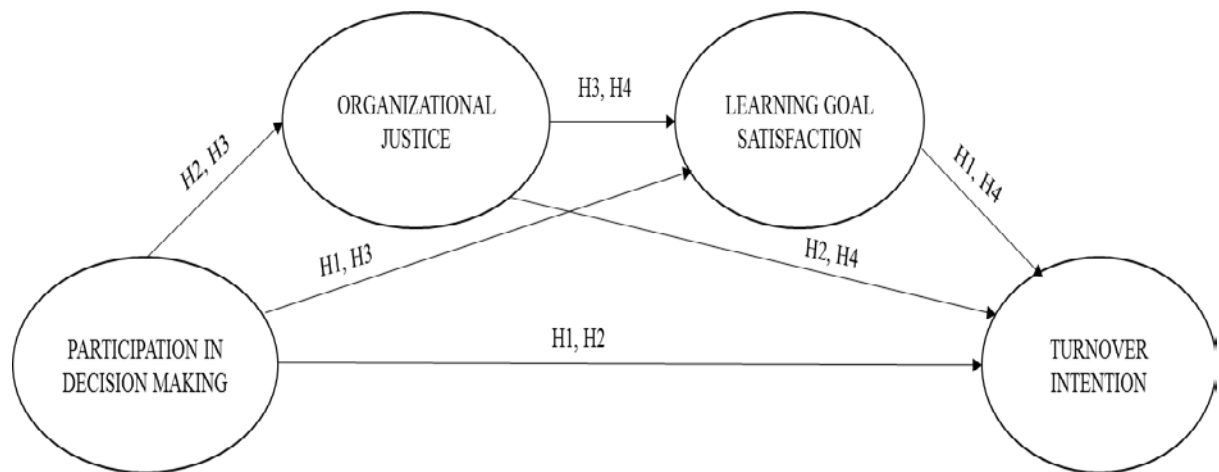 ORGANIZATIONAL
JUSTICE
H3, H4
LEARNING GOAL
SATISFACTION
H2, H3
H1, H4
H1, H3
H2, H4
PARTICIPATION IN
DECISION MAKING
H1, H2
TURNOVER
INTENTION